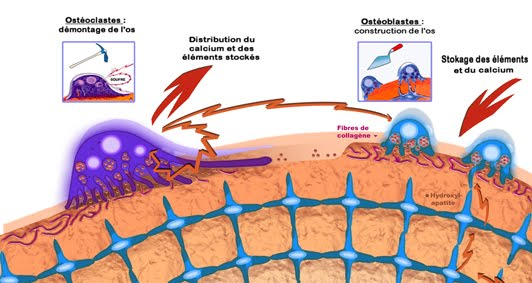 Ostéoclastes :
démontage de l'os
SOUFRE
Distribution du
calcium et des
éléments stockés
Ostéoblastes :
construction de l'os
Stokage des éléments
et du calcium
Fibres de
collagène
Hydroxyl-
apatite